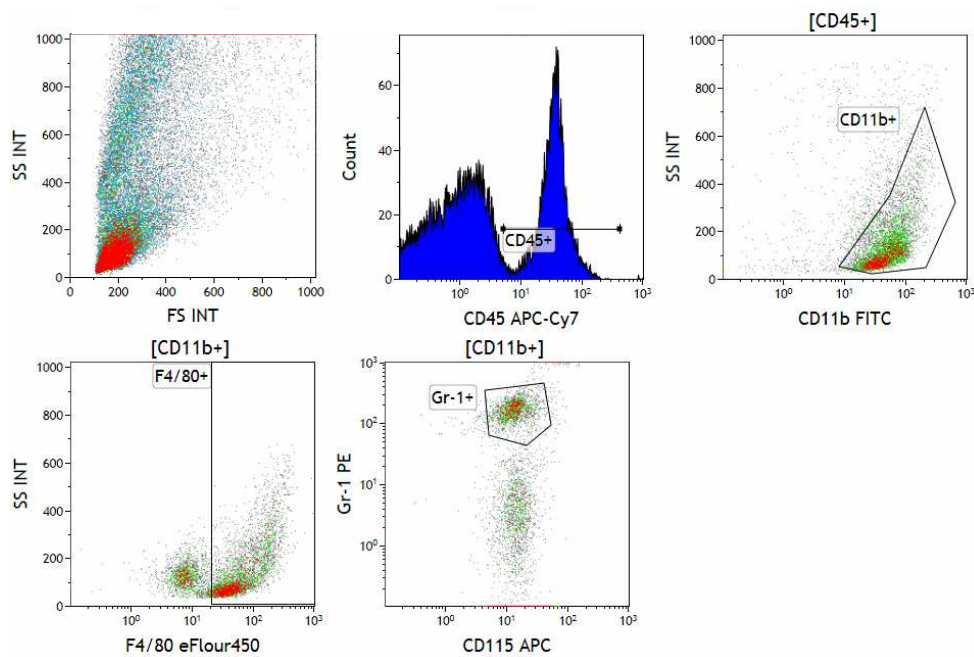 [CD45+]
1000
800
600
400
200
0
SS INT
0 200 400 600 800 1000
FS INT
60
40
20
0
Count
CD45+
10⁰ 10¹ 10² 10³
CD45 APC-Cy7
1000
800
600
400
200
0
SS INT
CD11b+
10⁰ 10¹ 10² 10³
CD11b FITC
[CD11b+]
1000
800
600
400
200
0
SS INT
F4/80+
10⁰ 10¹ 10² 10³
F4/80 eFlour450
[CD11b+]
10³
10²
10¹
10⁰
Gr-1 PE
Gr-1+
10⁰ 10¹ 10² 10³
CD115 APC